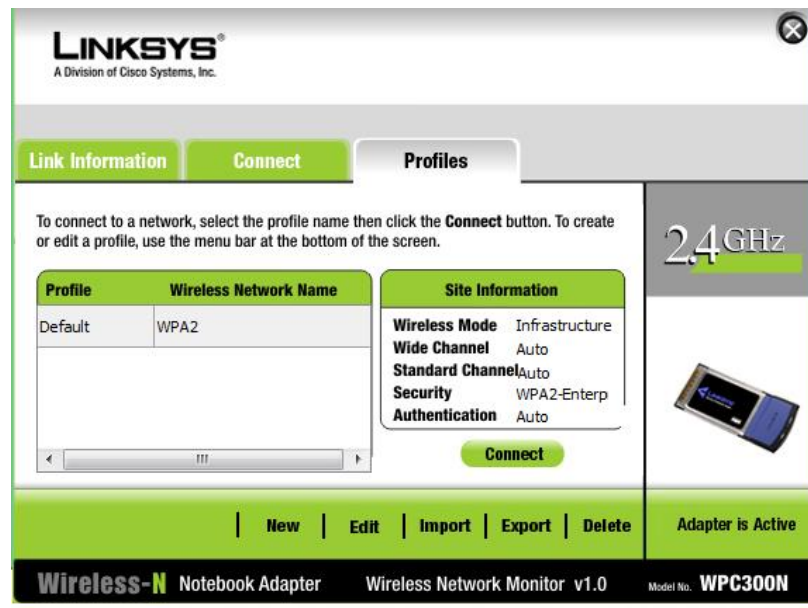 LINKSYS®
A Division of Cisco Systems, Inc.
Link Information Connect Profiles
To connect to a network, select the profile name then click the Connect button. To create
or edit a profile, use the menu bar at the bottom of the screen.
2.4GHz
Profile Wireless Network Name
Default WPA2
Site Information
Wireless Mode Infrastructure
Wide Channel Auto
Standard Channel Auto
Security WPA2-Enterp
Authentication Auto
Connect
LINKSYS
New Edit Import Export Delete
Adapter is Active
Wireless-N Notebook Adapter Wireless Network Monitor v1.0 Model No. WPC300N